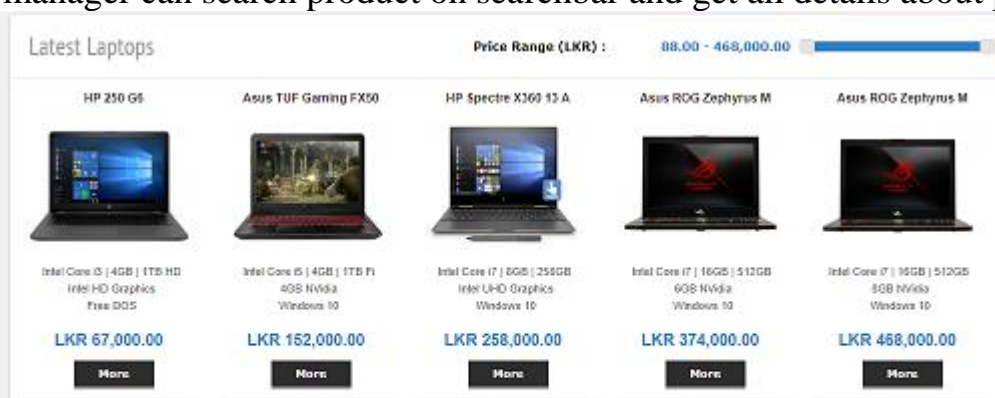 manager can search product on searchbar and get all details about
Latest Laptops
Price Range (LKR) :
88.00 - 468,000.00
HP 250 G6
Asus TUF Gaming FX50
HP Spectre X360 13 A
Asus ROG Zephyrus M
Asus ROG Zephyrus M
Intel Core i3 | 4GB | 1TB HD
Intel HD Graphics
Free DOS
Intel Core i5 | 4GB | 1TB Fi
4GB NVidia
Windows 10
Intel Core i7 | 8GB | 256GB
Intel UHD Graphics
Windows 10
Intel Core i7 | 16GB | 512GB
6GB NVidia
Windows 10
Intel Core i7 | 16GB | 512GB
8GB NVidia
Windows 10
LKR 67,000.00
LKR 152,000.00
LKR 258,000.00
LKR 374,000.00
LKR 468,000.00
More
More
More
More
More